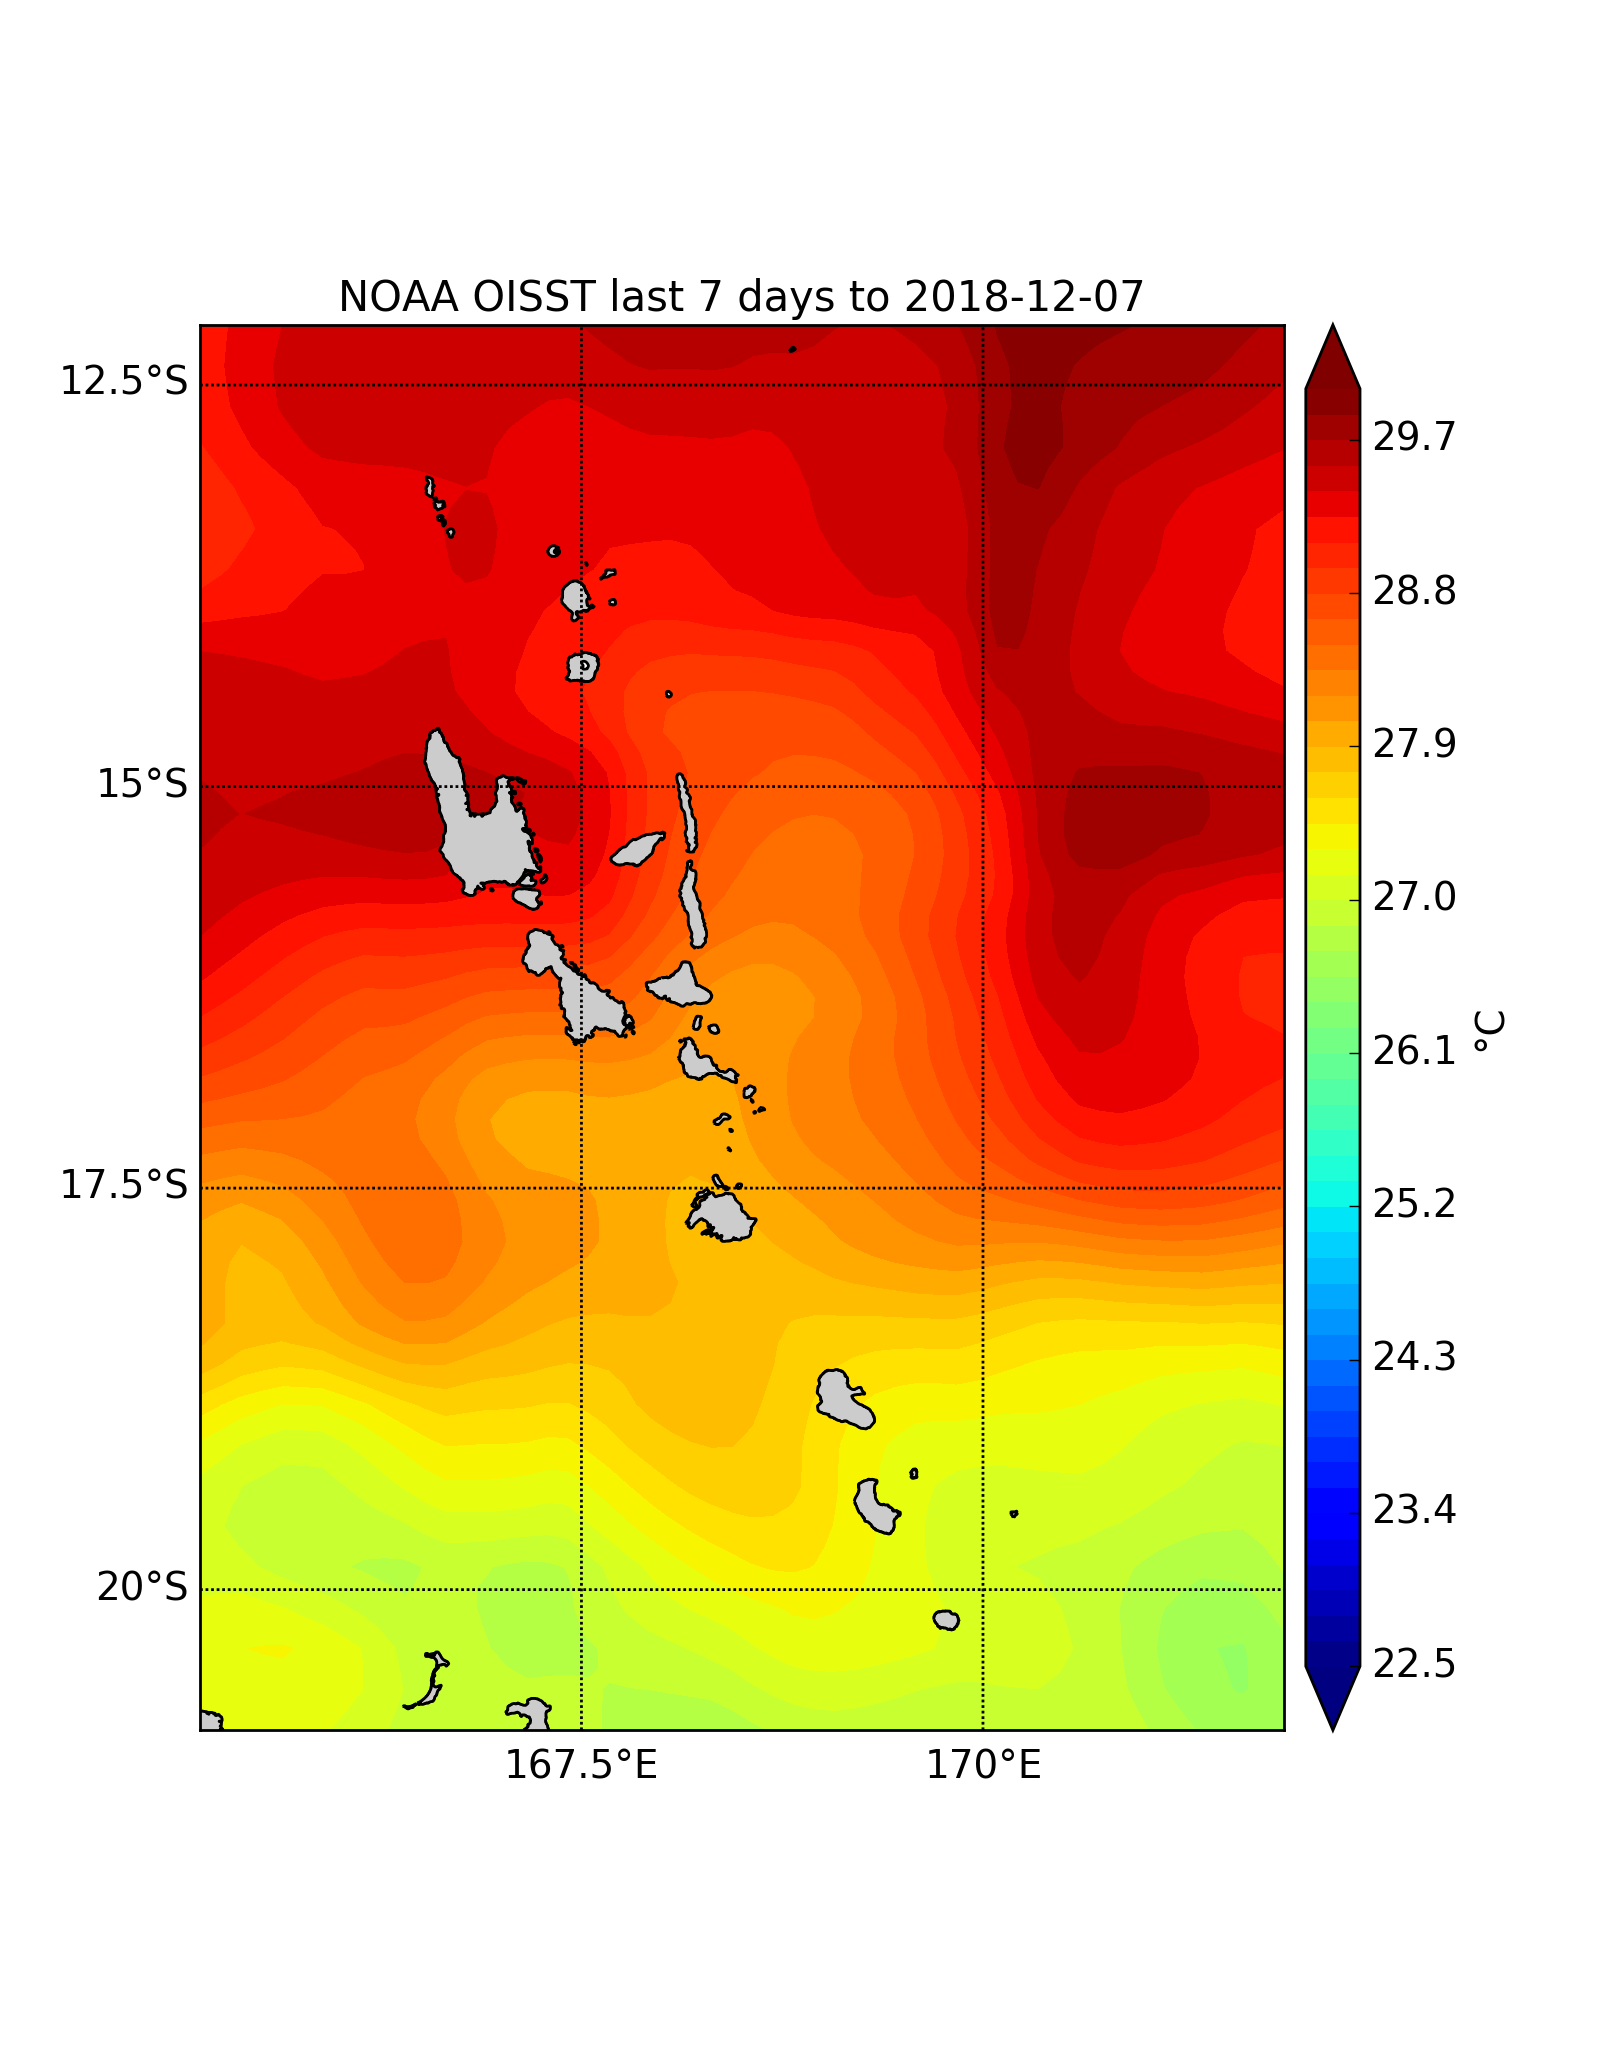 NOAA OISST last 7 days to 2018-12-07
12.5°S
15°S
17.5°S
20°S
167.5°E
170°E
29.7
28.8
27.9
27.0
26.1
25.2
24.3
23.4
22.5
°C